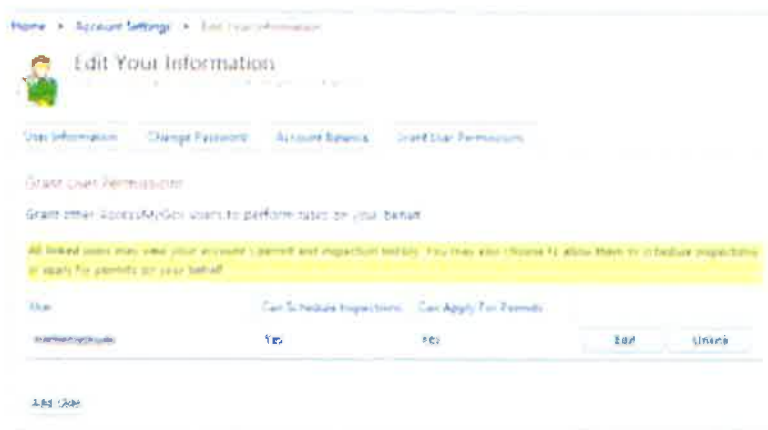 Home > Account Settings > Edit Your Information
Edit Your Information
User Information Change Password Account Balance Grant User Permissions
Grant User Permissions
Grant other AccessMyGov users to perform tasks on your behalf
All linked users may view your account's permit and inspection history. You may also choose to allow them to schedule inspections
or apply for permits on your behalf.
User Can Schedule Inspections Can Apply For Permits
Yes Yes Edit Unlink
Add User